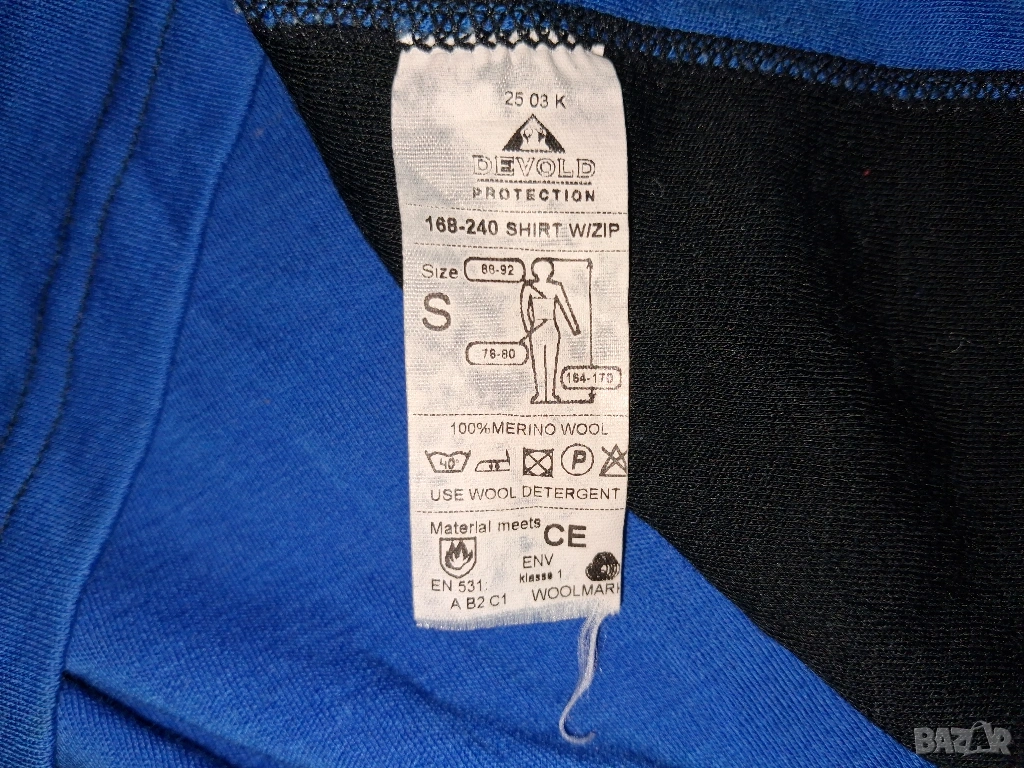 25 03 K
DEVOLD
PROTECTION
168-240 SHIRT W/ZIP
Size 88-92
S
76-80
164-170
100%MERINO WOOL
40° P
USE WOOL DETERGENT
Material meets CE
ENV
klasse 1
EN 531:
A B2 C1
WOOLMARK
BAZAR